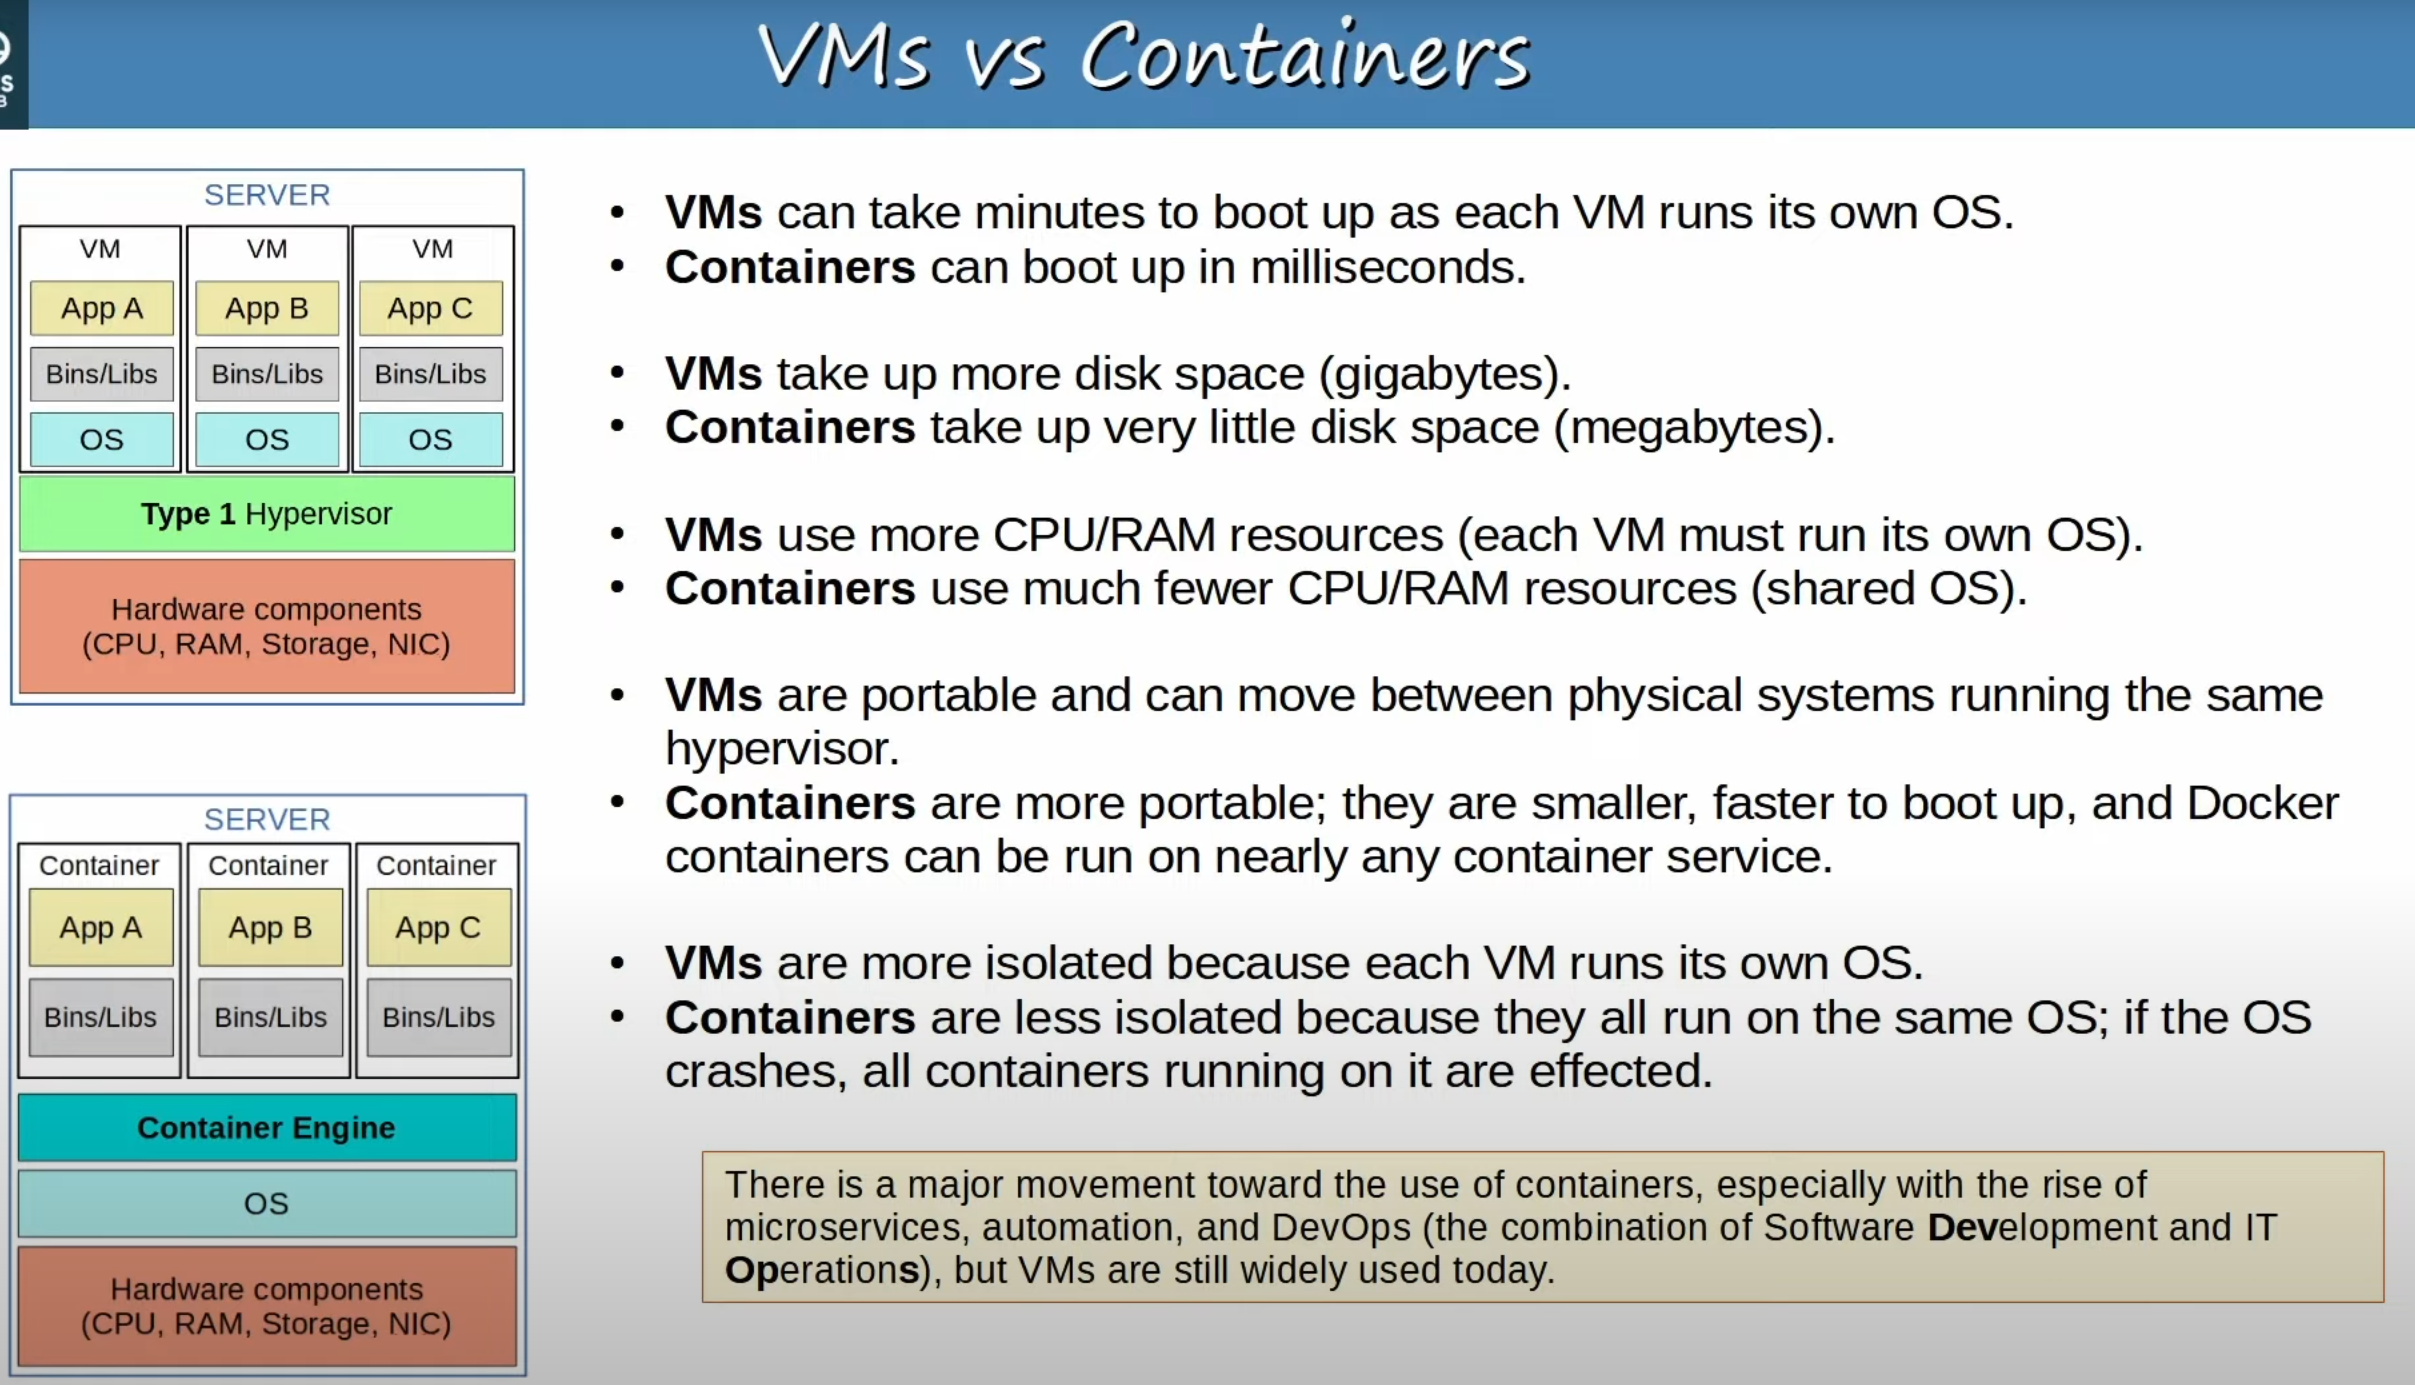 VMs vs Containers
SERVER
VM VM VM
App A App B App C
Bins/Libs Bins/Libs Bins/Libs
OS OS OS
Type 1 Hypervisor
Hardware components
(CPU, RAM, Storage, NIC)
SERVER
Container Container Container
App A App B App C
Bins/Libs Bins/Libs Bins/Libs
Container Engine
OS
Hardware components
(CPU, RAM, Storage, NIC)
• VMs can take minutes to boot up as each VM runs its own OS.
• Containers can boot up in milliseconds.
• VMs take up more disk space (gigabytes).
• Containers take up very little disk space (megabytes).
• VMs use more CPU/RAM resources (each VM must run its own OS).
• Containers use much fewer CPU/RAM resources (shared OS).
• VMs are portable and can move between physical systems running the same
hypervisor.
• Containers are more portable; they are smaller, faster to boot up, and Docker
containers can be run on nearly any container service.
• VMs are more isolated because each VM runs its own OS.
• Containers are less isolated because they all run on the same OS; if the OS
crashes, all containers running on it are effected.
There is a major movement toward the use of containers, especially with the rise of
microservices, automation, and DevOps (the combination of Software Development and IT
Operations), but VMs are still widely used today.